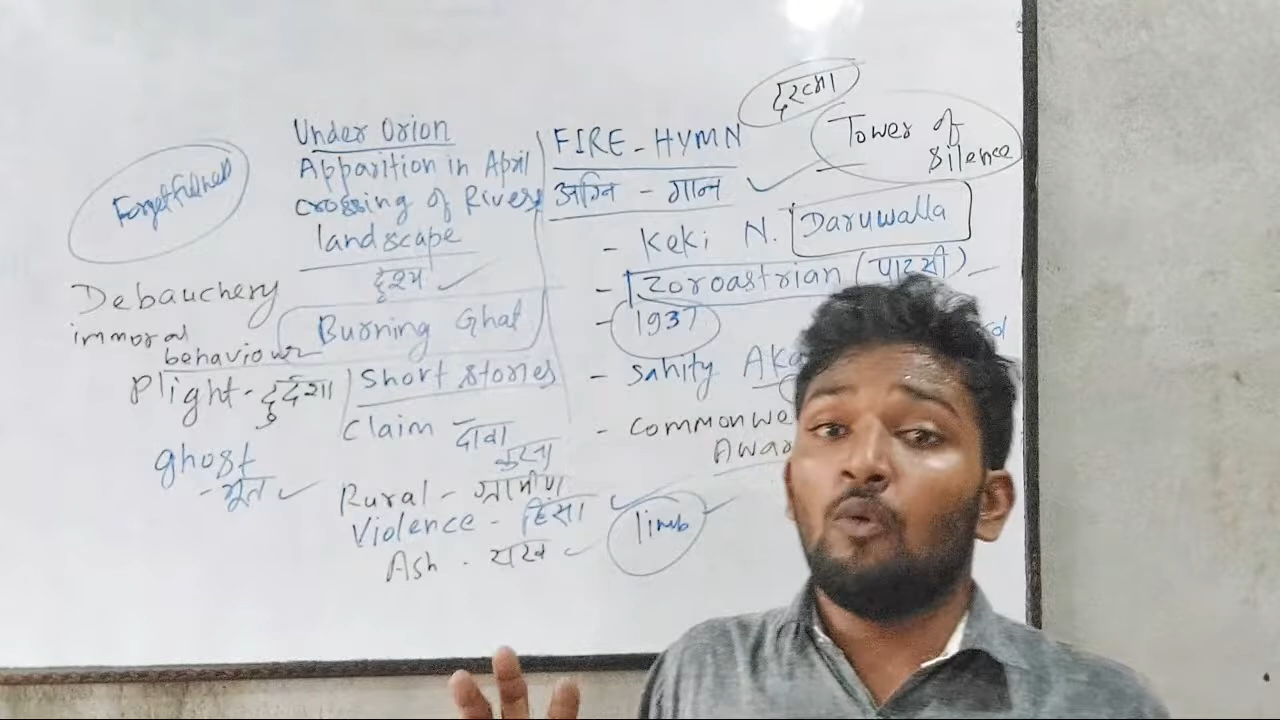 Forgetfulness
Under Orion
Apparition in April
crossing of Rivers
landscape
दृश्य
Burning Ghat
Short stories
Claim दावा
करना
Rural - ग्रामीण
Violence - हिंसा
Ash - राख
Debauchery
immoral
behaviour
Plight - दुर्दशा
ghost
- भूत
FIRE - HYMN
अग्नि - गान
Tower of
Silence
- Keki N. Daruwalla
- Zoroastrian (पारसी)
- 1937
- Sahity
- Commonwe
Awar
limb